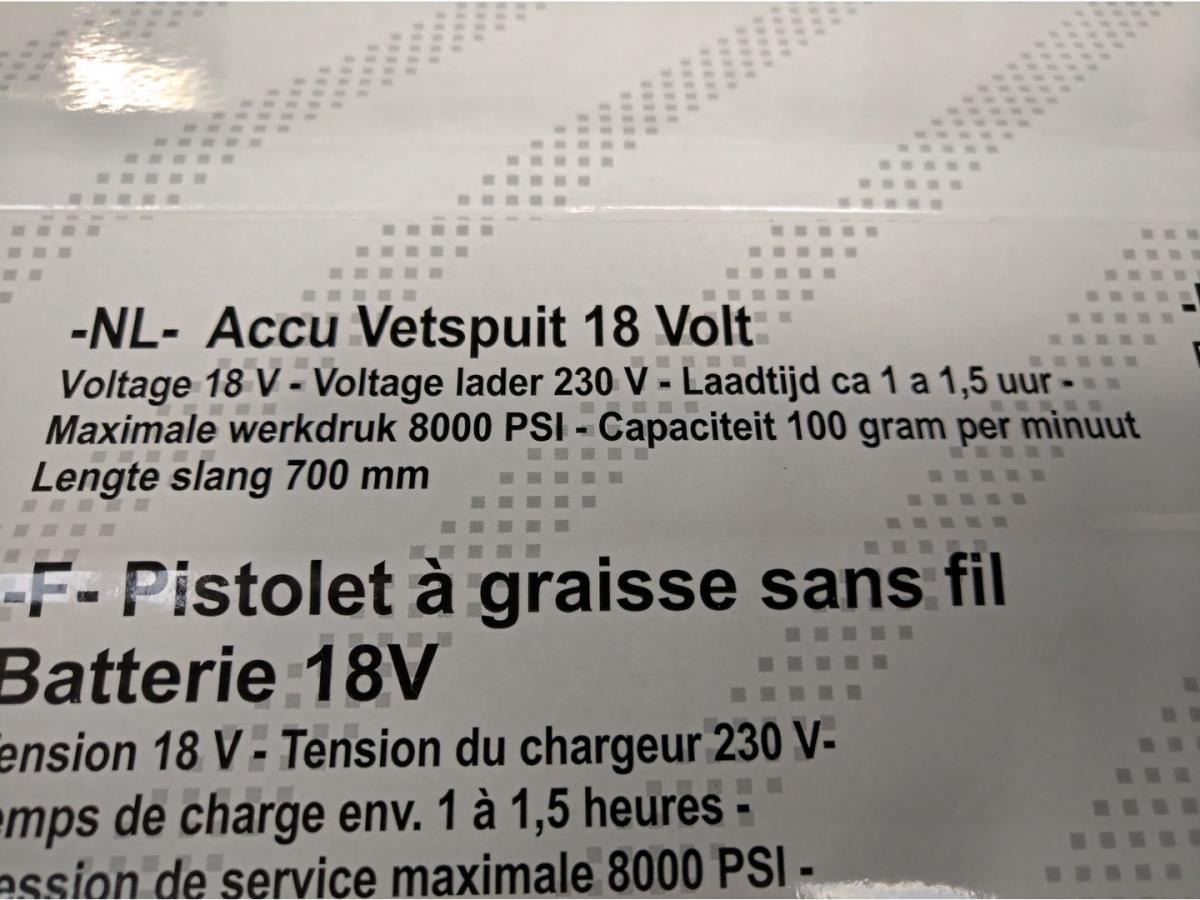 -NL- Accu Vetspuit 18 Volt
Voltage 18 V - Voltage lader 230 V - Laadtijd ca 1 a 1,5 uur -
Maximale werkdruk 8000 PSI - Capaciteit 100 gram per minuut
Lengte slang 700 mm
-F- Pistolet à graisse sans fil
Batterie 18V
ension 18 V - Tension du chargeur 230 V-
emps de charge env. 1 à 1,5 heures -
ession de service maximale 8000 PSI -